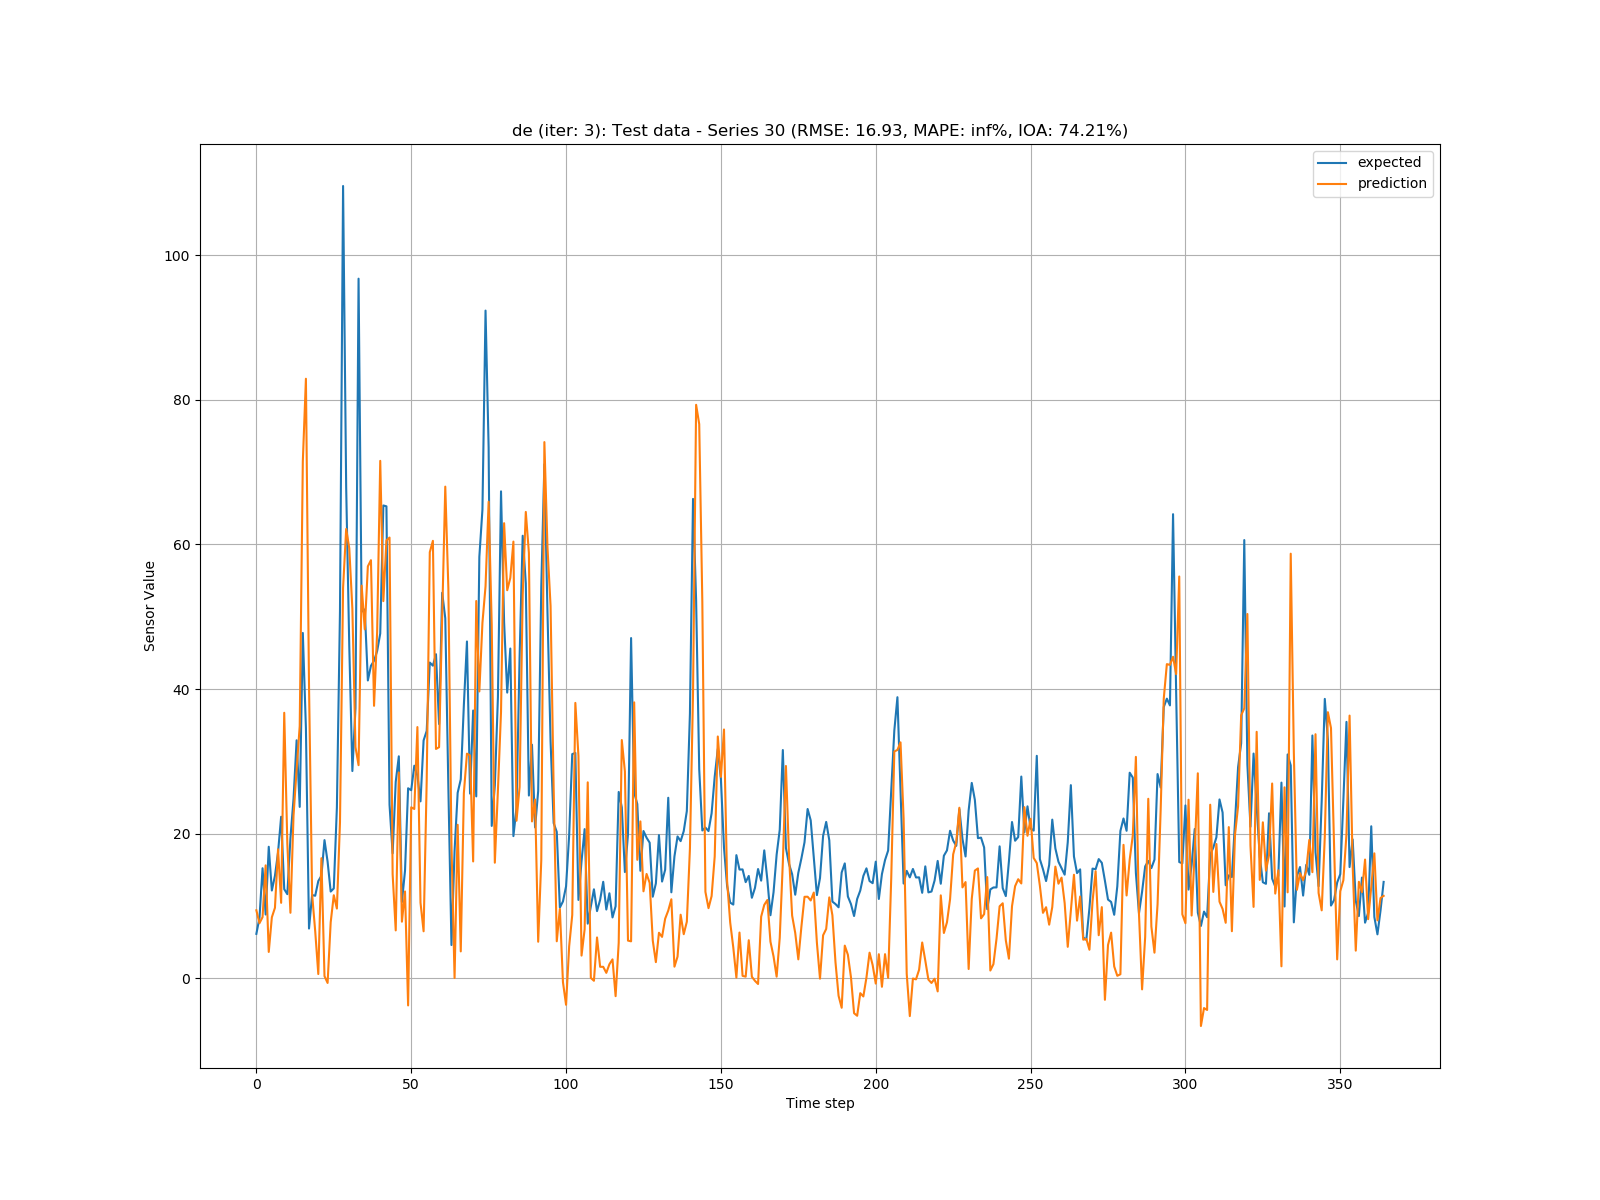 de (iter: 3): Test data - Series 30 (RMSE: 16.93, MAPE: inf%, IOA: 74.21%)
expected
prediction
100
80
60
40
20
0
Sensor Value
0 50 100 150 200 250 300 350
Time step